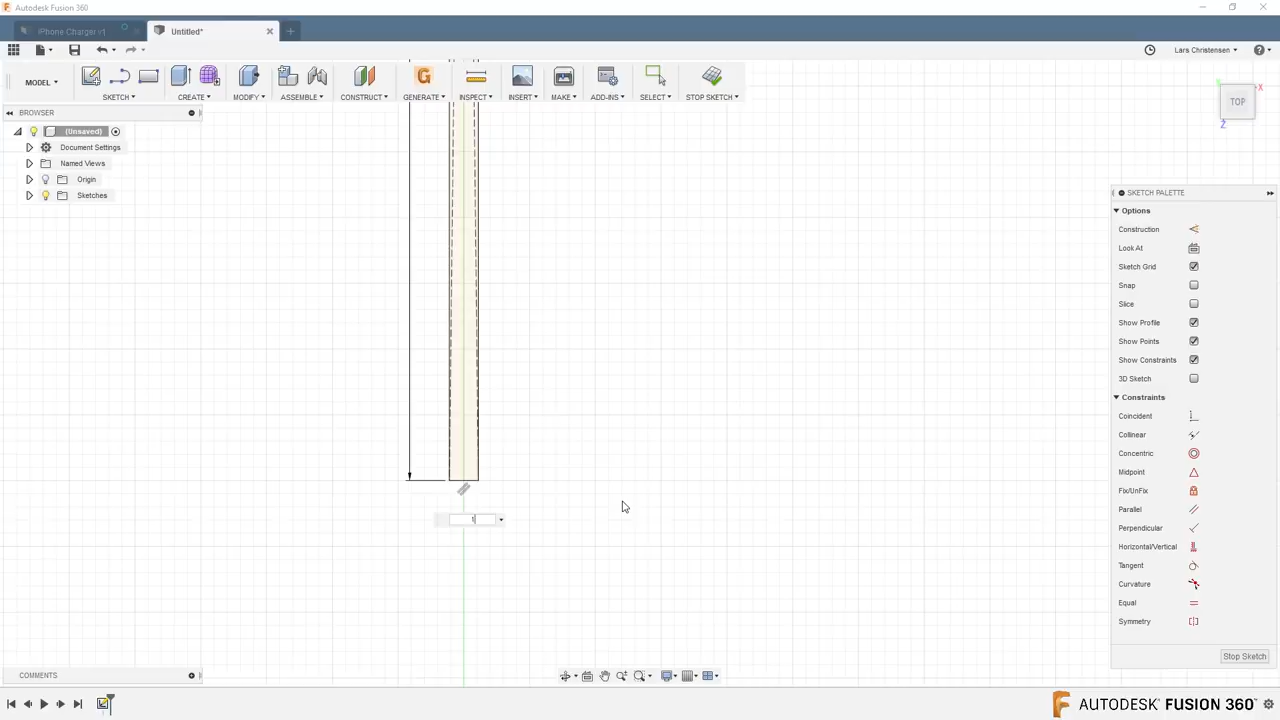 Autodesk Fusion 360
iPhone Charger v1
Untitled*
Lars Christensen
MODEL
SKETCH
CREATE
MODIFY
ASSEMBLE
CONSTRUCT
GENERATE
INSPECT
INSERT
MAKE
ADD-INS
SELECT
STOP SKETCH
BROWSER
(Unsaved)
Document Settings
Named Views
Origin
Sketches
TOP
X
Z
SKETCH PALETTE
Options
Construction
Look At
Sketch Grid
Snap
Slice
Show Profile
Show Points
Show Constraints
3D Sketch
Constraints
Coincident
Collinear
Concentric
Midpoint
Fix/UnFix
Parallel
Perpendicular
Horizontal/Vertical
Tangent
Curvature
Equal
Symmetry
Stop Sketch
COMMENTS
AUTODESK® FUSION 360™